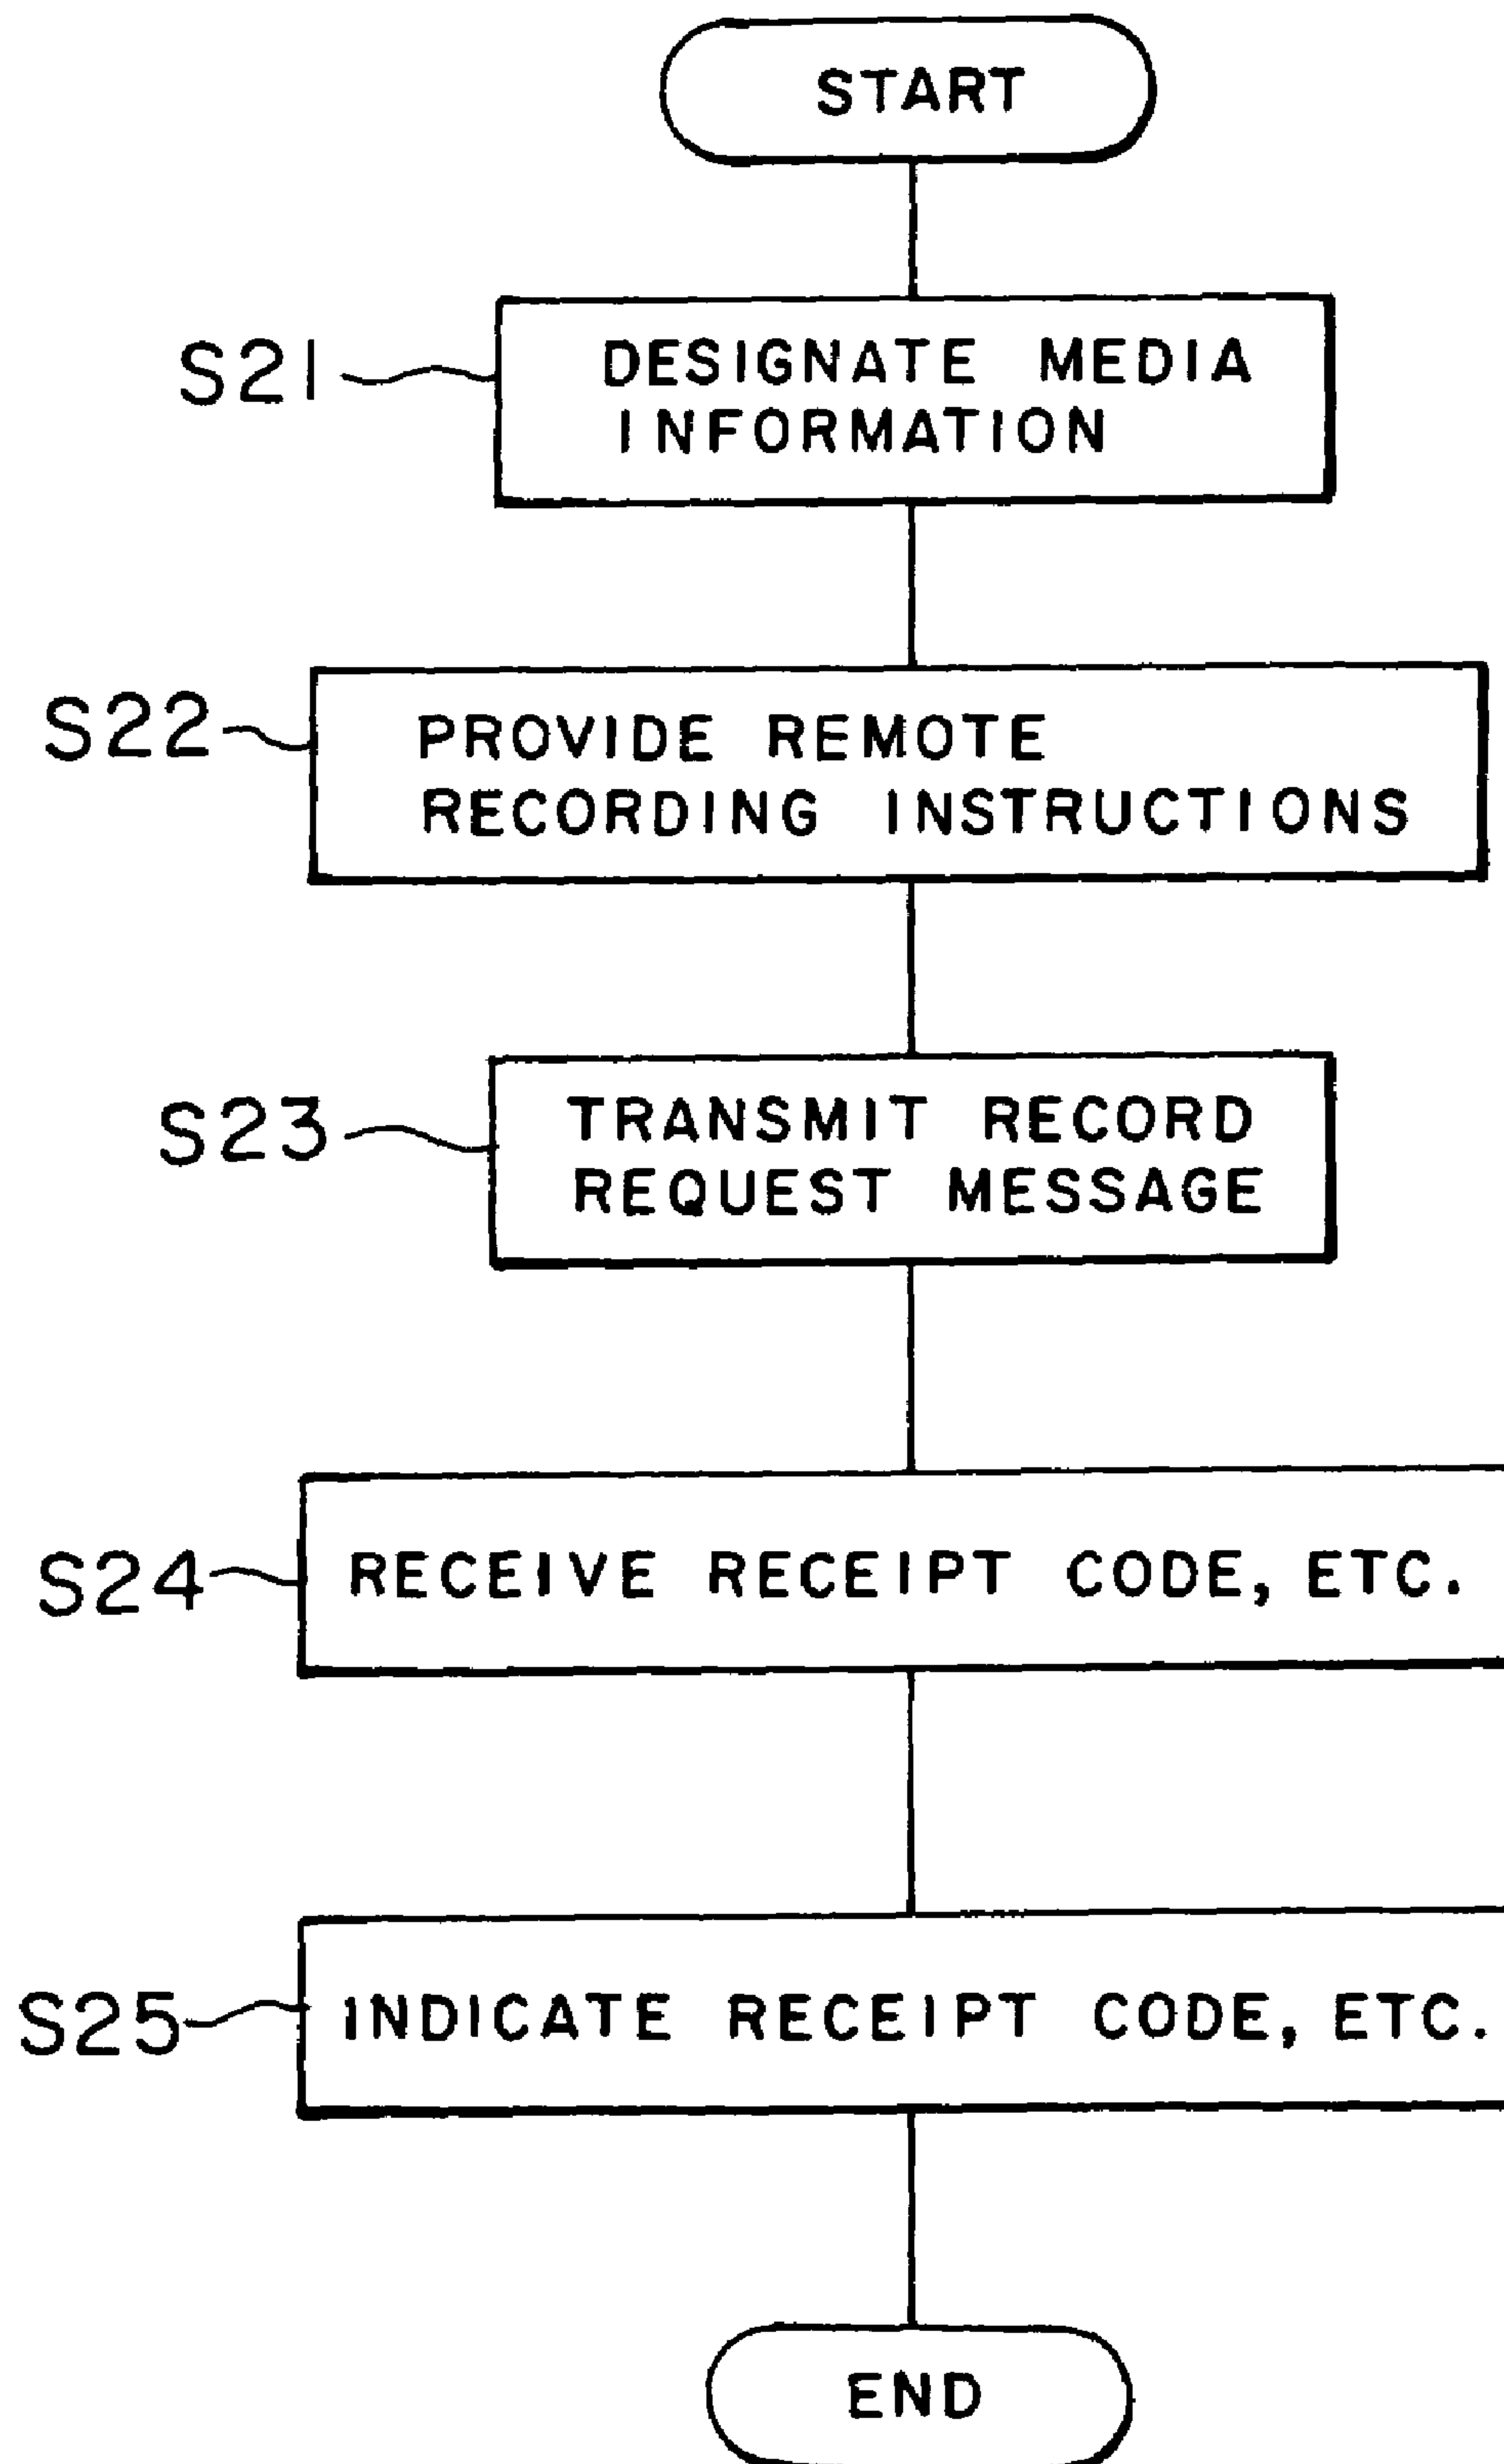 START
S21
DESIGNATE MEDIA
INFORMATION
S22
PROVIDE REMOTE
RECORDING INSTRUCTIONS
S23
TRANSMIT RECORD
REQUEST MESSAGE
S24
RECEIVE RECEIPT CODE, ETC.
S25
INDICATE RECEIPT CODE, ETC.
END